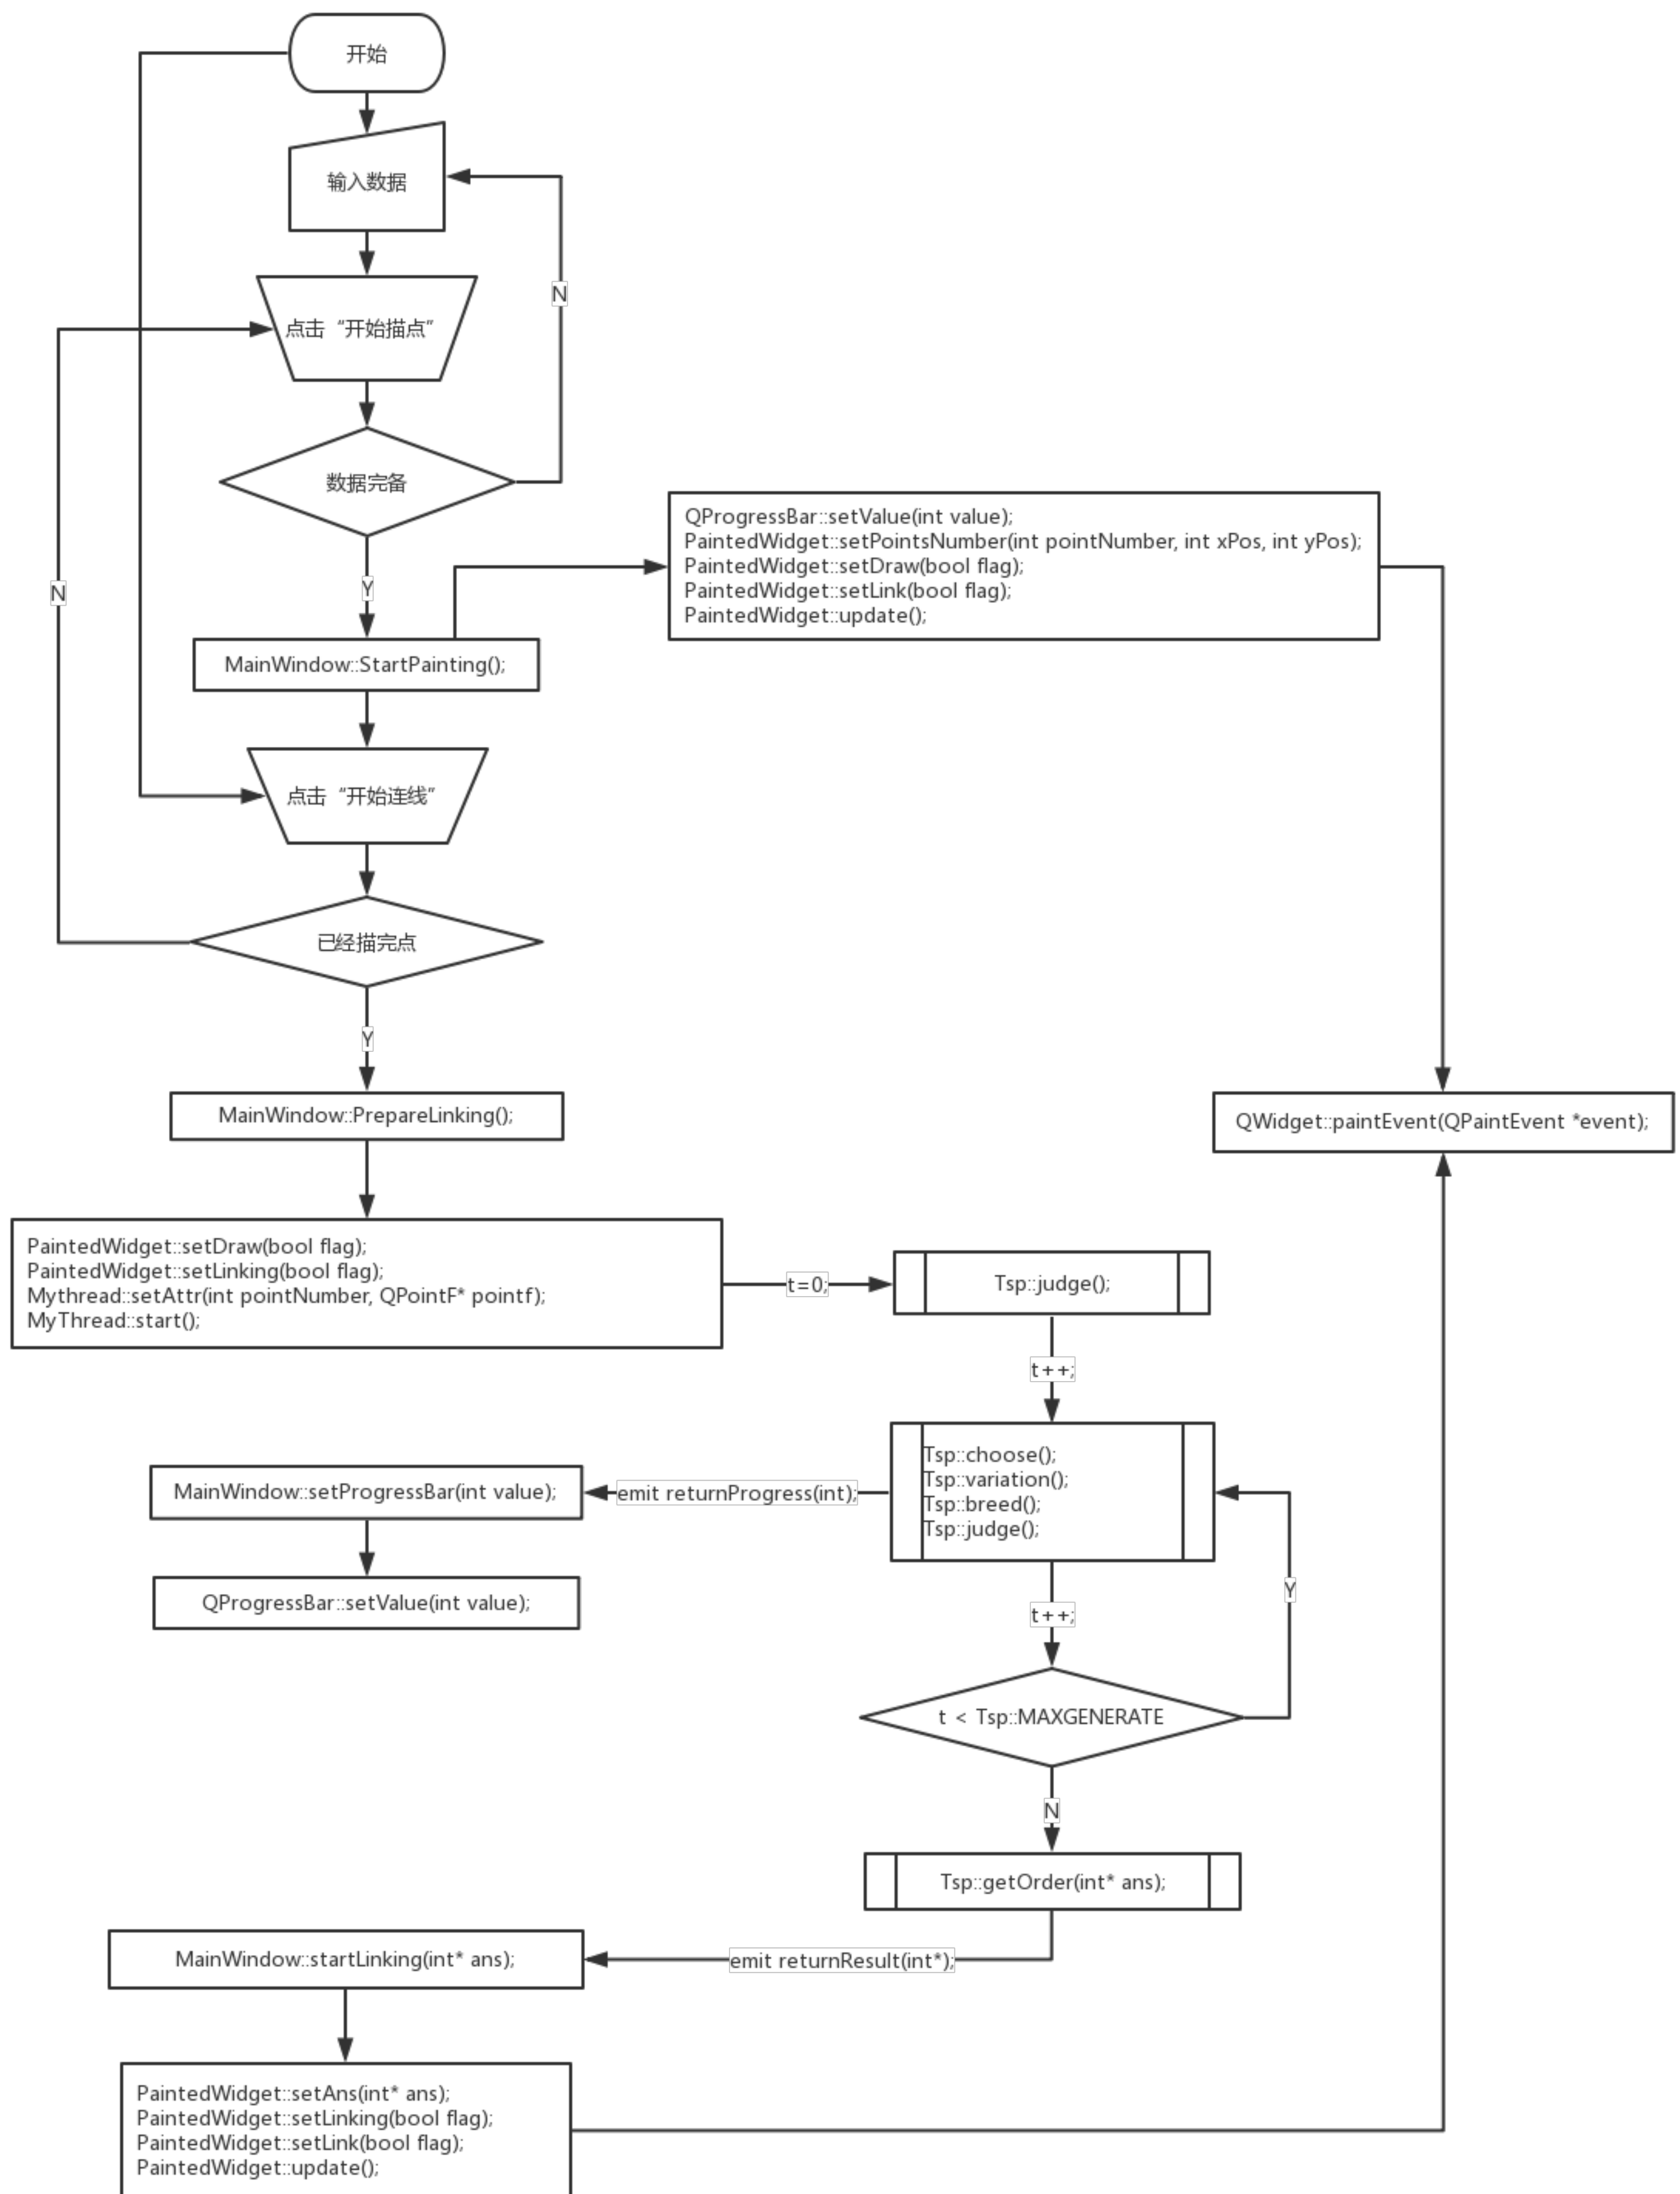 开始
输入数据
N
点击“开始描点”
数据完备
QProgressBar::setValue(int value);
PaintedWidget::setPointsNumber(int pointNumber, int xPos, int yPos);
PaintedWidget::setDraw(bool flag);
PaintedWidget::setLink(bool flag);
PaintedWidget::update();
N
Y
MainWindow::StartPainting();
点击“开始连线”
已经描完点
Y
MainWindow::PrepareLinking();
QWidget::paintEvent(QPaintEvent *event);
PaintedWidget::setDraw(bool flag);
PaintedWidget::setLinking(bool flag);
Mythread::setAttr(int pointNumber, QPointF* pointf);
MyThread::start();
t=0;
Tsp::judge();
t++;
Tsp::choose();
Tsp::variation();
Tsp::breed();
Tsp::judge();
emit returnProgress(int);
MainWindow::setProgressBar(int value);
QProgressBar::setValue(int value);
Y
t++;
t < Tsp::MAXGENERATE
N
Tsp::getOrder(int* ans);
emit returnResult(int*);
MainWindow::startLinking(int* ans);
PaintedWidget::setAns(int* ans);
PaintedWidget::setLinking(bool flag);
PaintedWidget::setLink(bool flag);
PaintedWidget::update();